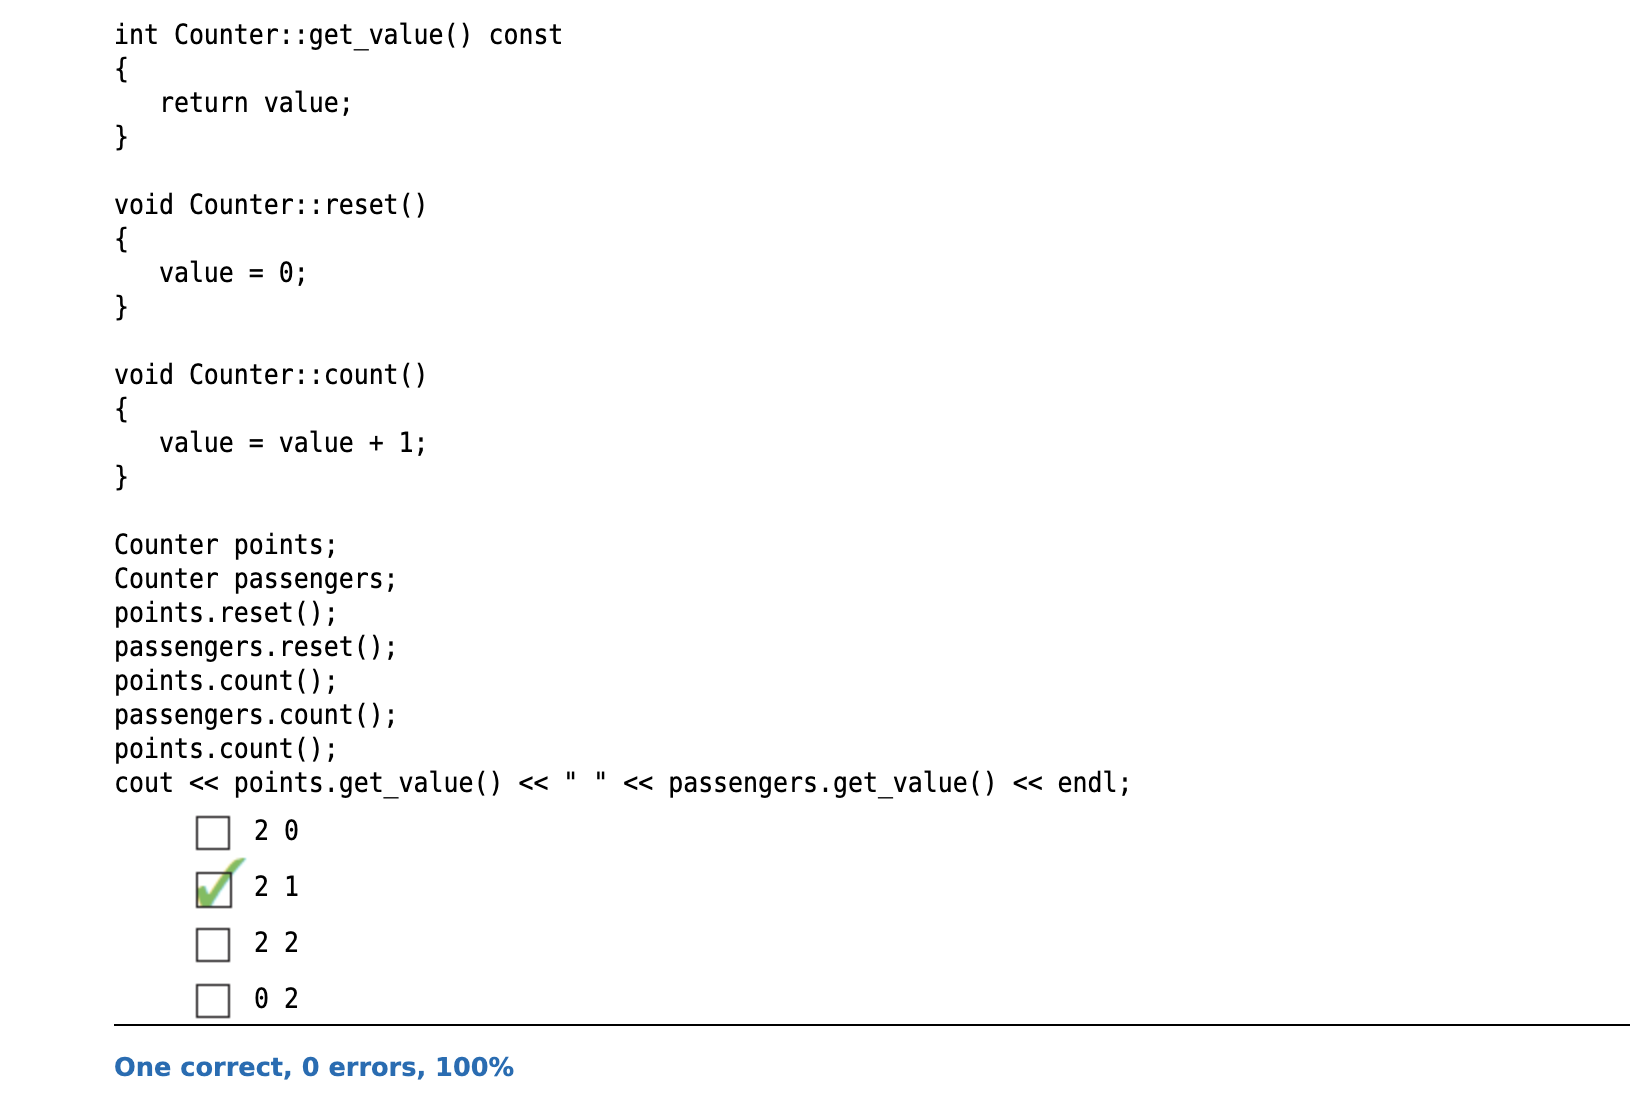 int Counter::get_value() const
{
   return value;
}

void Counter::reset()
{
   value = 0;
}

void Counter::count()
{
   value = value + 1;
}

Counter points;
Counter passengers;
points.reset();
passengers.reset();
points.count();
passengers.count();
points.count();
cout << points.get_value() << " " << passengers.get_value() << endl;
2 0
2 1
2 2
0 2
One correct, 0 errors, 100%